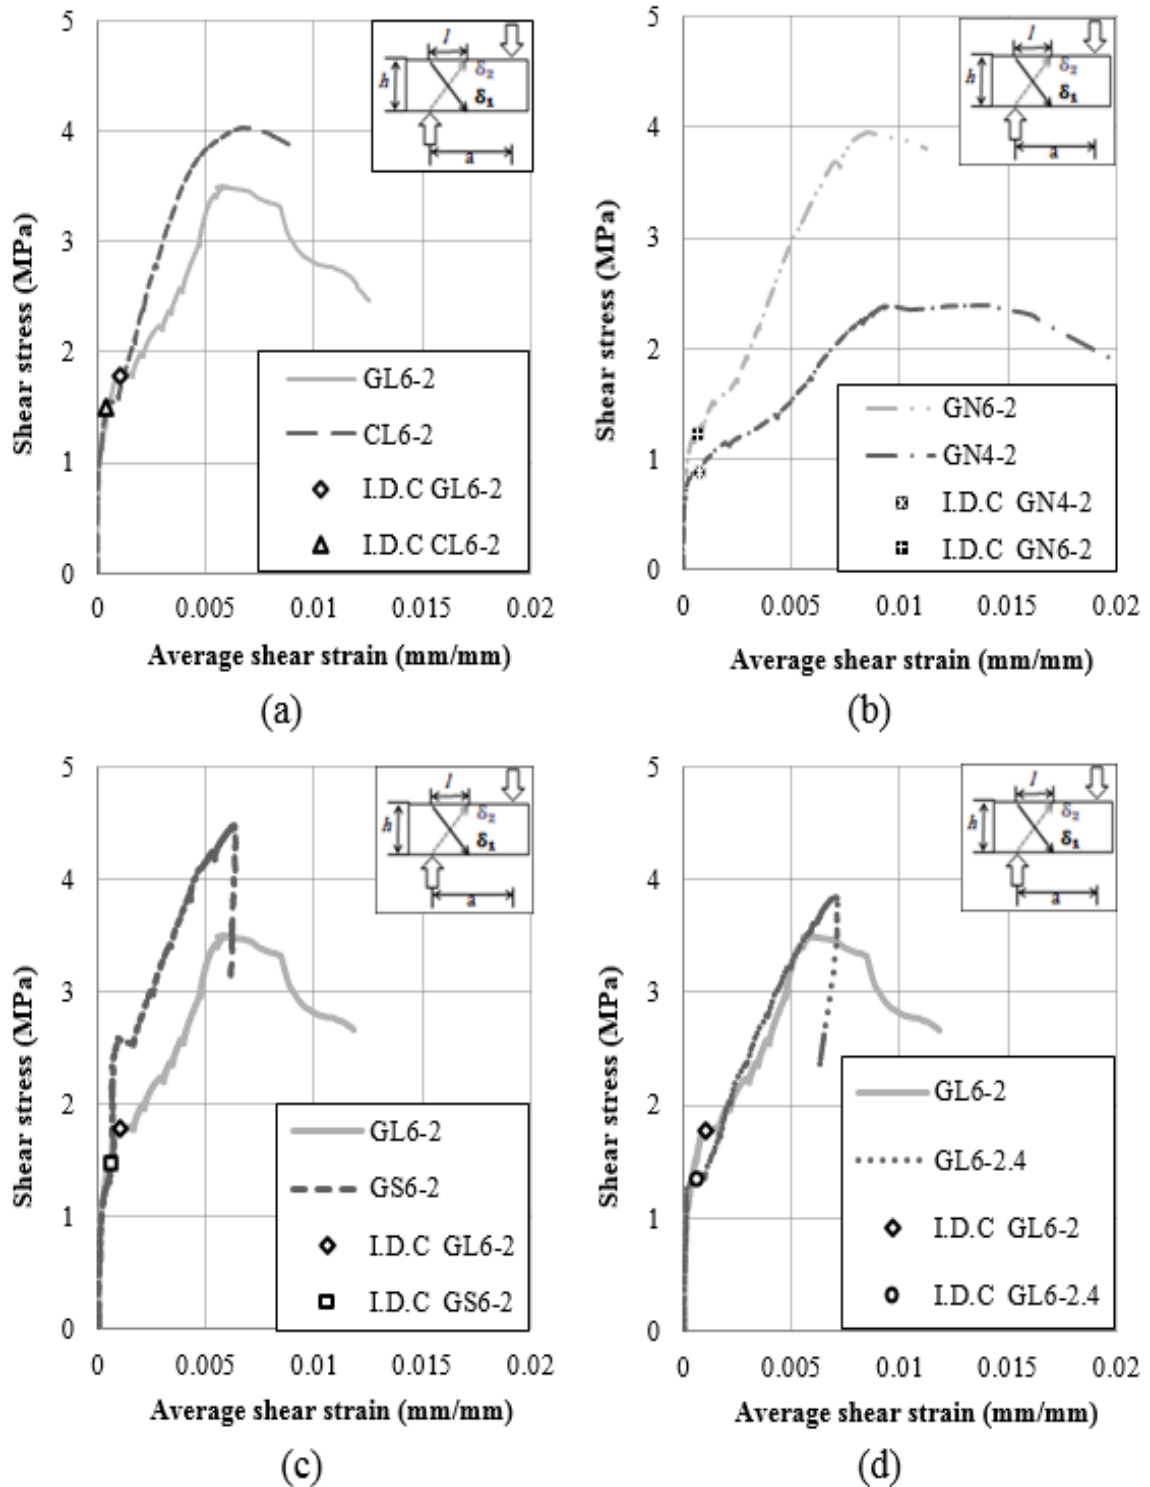 Shear stress (MPa)
5
4
3
2
1
0
l
h
δ₂
δ₁
a
GL6-2
CL6-2
I.D.C GL6-2
I.D.C CL6-2
0 0.005 0.01 0.015 0.02
Average shear strain (mm/mm)
(a)
Shear stress (MPa)
5
4
3
2
1
0
l
h
δ₂
δ₁
a
GN6-2
GN4-2
I.D.C GN4-2
I.D.C GN6-2
0 0.005 0.01 0.015 0.02
Average shear strain (mm/mm)
(b)
Shear stress (MPa)
5
4
3
2
1
0
l
h
δ₂
δ₁
a
GL6-2
GS6-2
I.D.C GL6-2
I.D.C GS6-2
0 0.005 0.01 0.015 0.02
Average shear strain (mm/mm)
(c)
Shear stress (MPa)
5
4
3
2
1
0
l
h
δ₂
δ₁
a
GL6-2
GL6-2.4
I.D.C GL6-2
I.D.C GL6-2.4
0 0.005 0.01 0.015 0.02
Average shear strain (mm/mm)
(d)